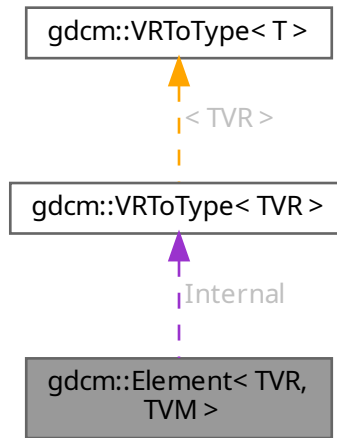 gdcm::VRToType< T >
< TVR >
gdcm::VRToType< TVR >
Internal
gdcm::Element< TVR,
TVM >